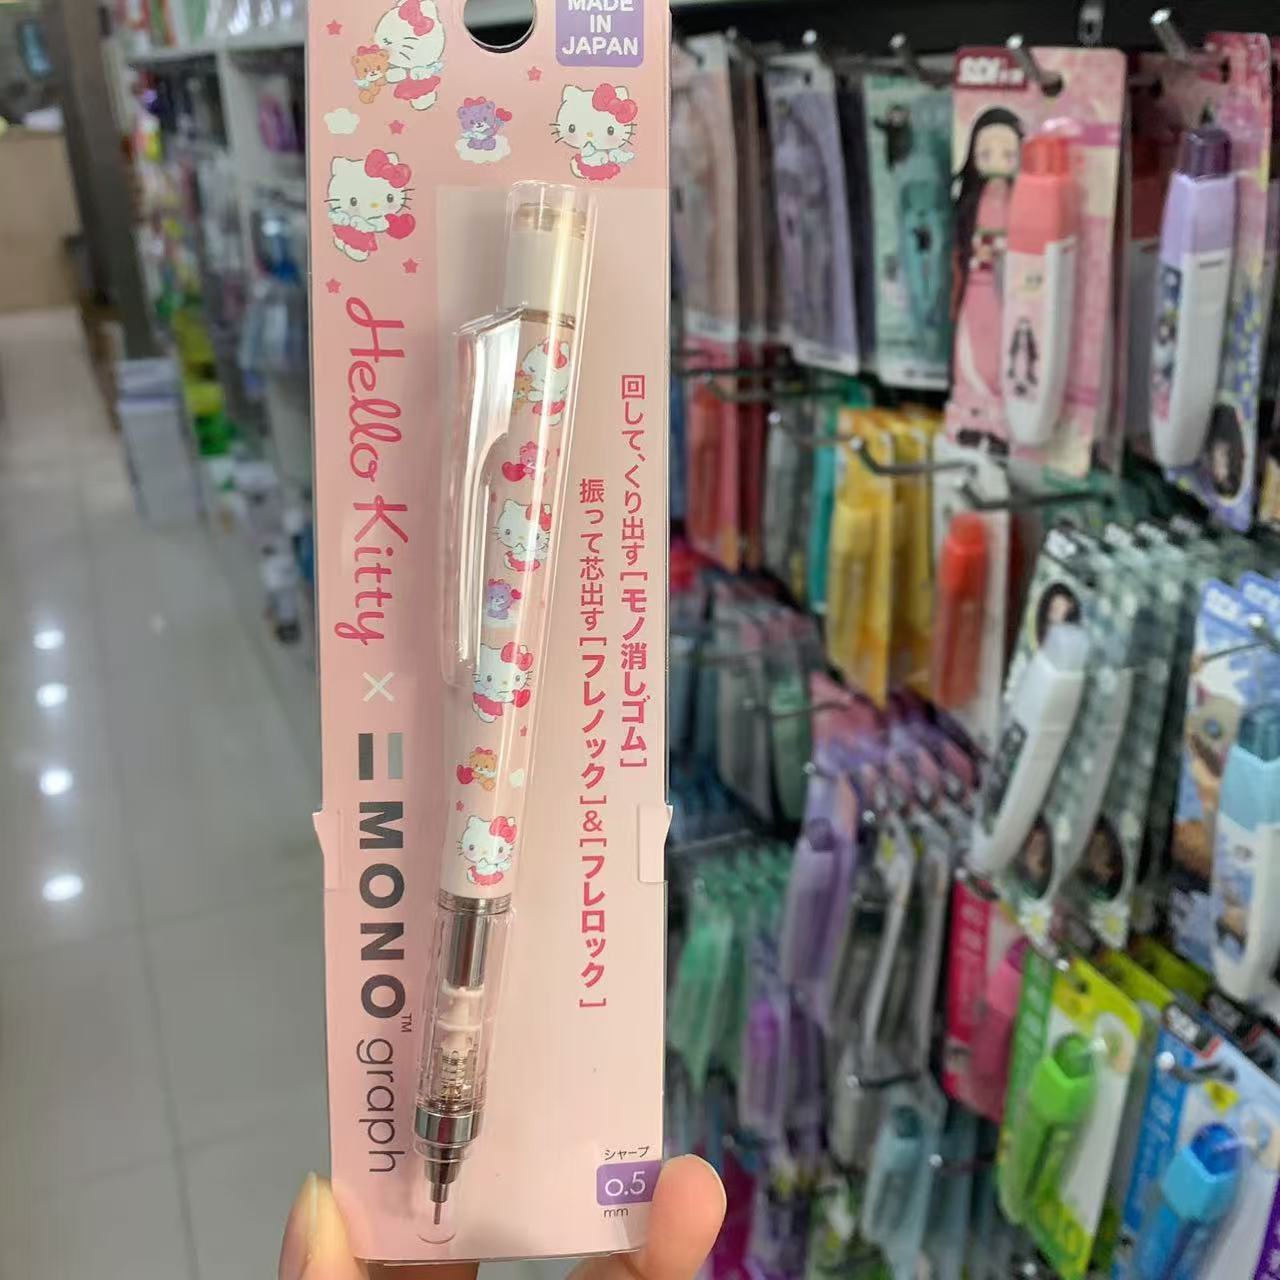 MADE
IN
JAPAN
Hello Kitty × MONO™ graph
回して、くり出す[モノ消しゴム]
振って芯出す[フレノック]&[フレロック]
シャープ
0.5
mm